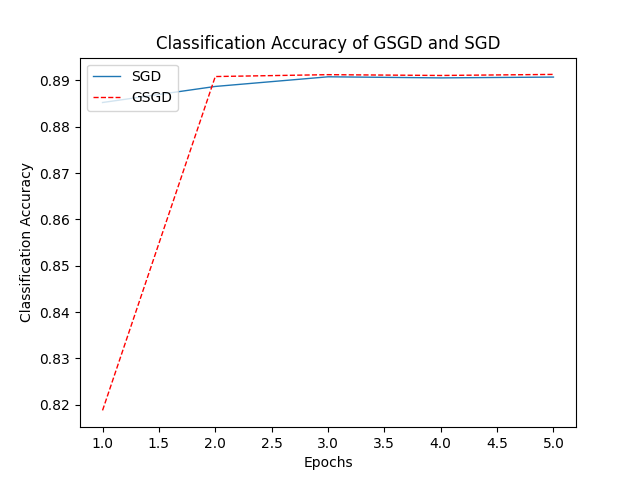 Classification Accuracy of GSGD and SGD
SGD
GSGD
0.89
0.88
0.87
0.86
0.85
0.84
0.83
0.82
Classification Accuracy
1.0 1.5 2.0 2.5 3.0 3.5 4.0 4.5 5.0
Epochs